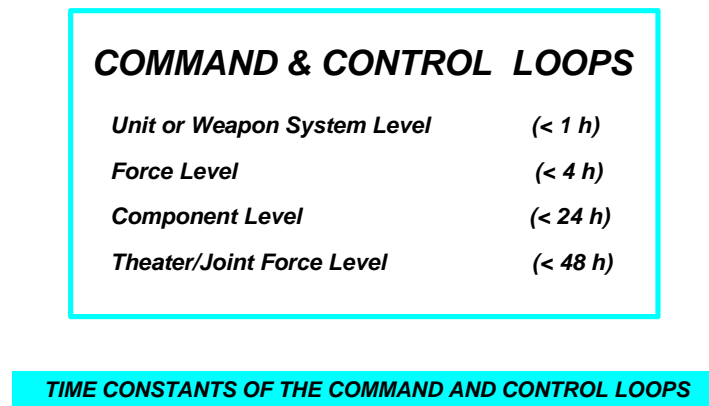 COMMAND & CONTROL LOOPS
Unit or Weapon System Level (< 1 h)
Force Level (< 4 h)
Component Level (< 24 h)
Theater/Joint Force Level (< 48 h)
TIME CONSTANTS OF THE COMMAND AND CONTROL LOOPS